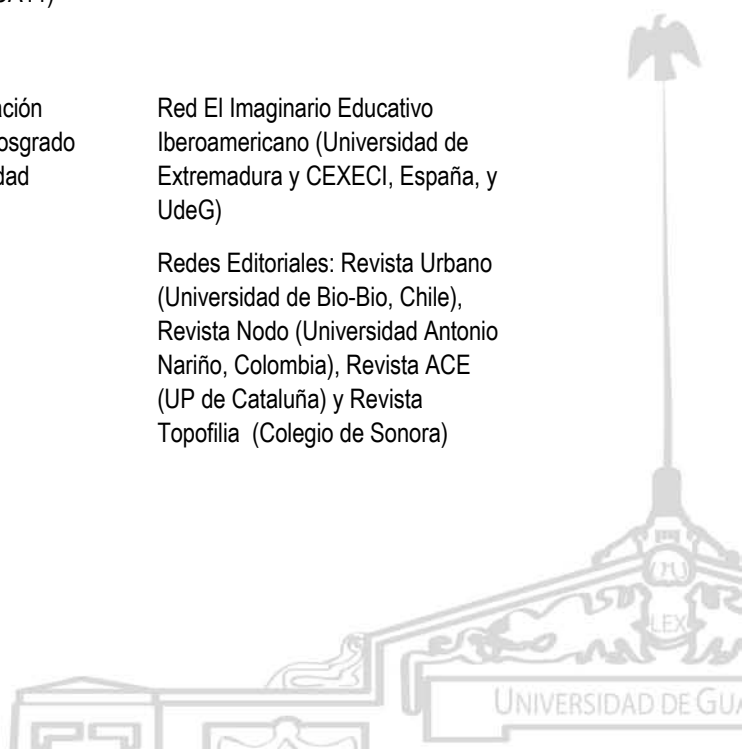 ación
osgrado
dad
Red El Imaginario Educativo
Iberoamericano (Universidad de
Extremadura y CEXECI, España, y
UdeG)
Redes Editoriales: Revista Urbano
(Universidad de Bio-Bio, Chile),
Revista Nodo (Universidad Antonio
Nariño, Colombia), Revista ACE
(UP de Cataluña) y Revista
Topofilia (Colegio de Sonora)
LEX
UNIVERSIDAD DE GUA